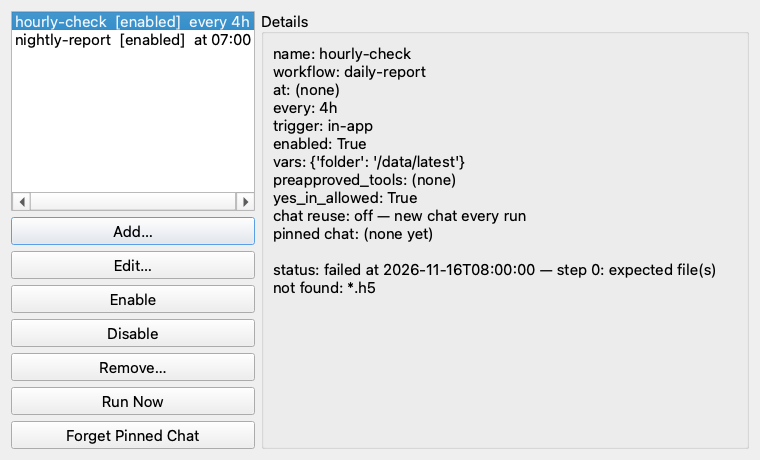 hourly-check  [enabled]  every 4h
nightly-report  [enabled]  at 07:00
Add...
Edit...
Enable
Disable
Remove...
Run Now
Forget Pinned Chat
Details
name: hourly-check
workflow: daily-report
at: (none)
every: 4h
trigger: in-app
enabled: True
vars: {'folder': '/data/latest'}
preapproved_tools: (none)
yes_in_allowed: True
chat reuse: off — new chat every run
pinned chat: (none yet)
status: failed at 2026-11-16T08:00:00 — step 0: expected file(s)
not found: *.h5